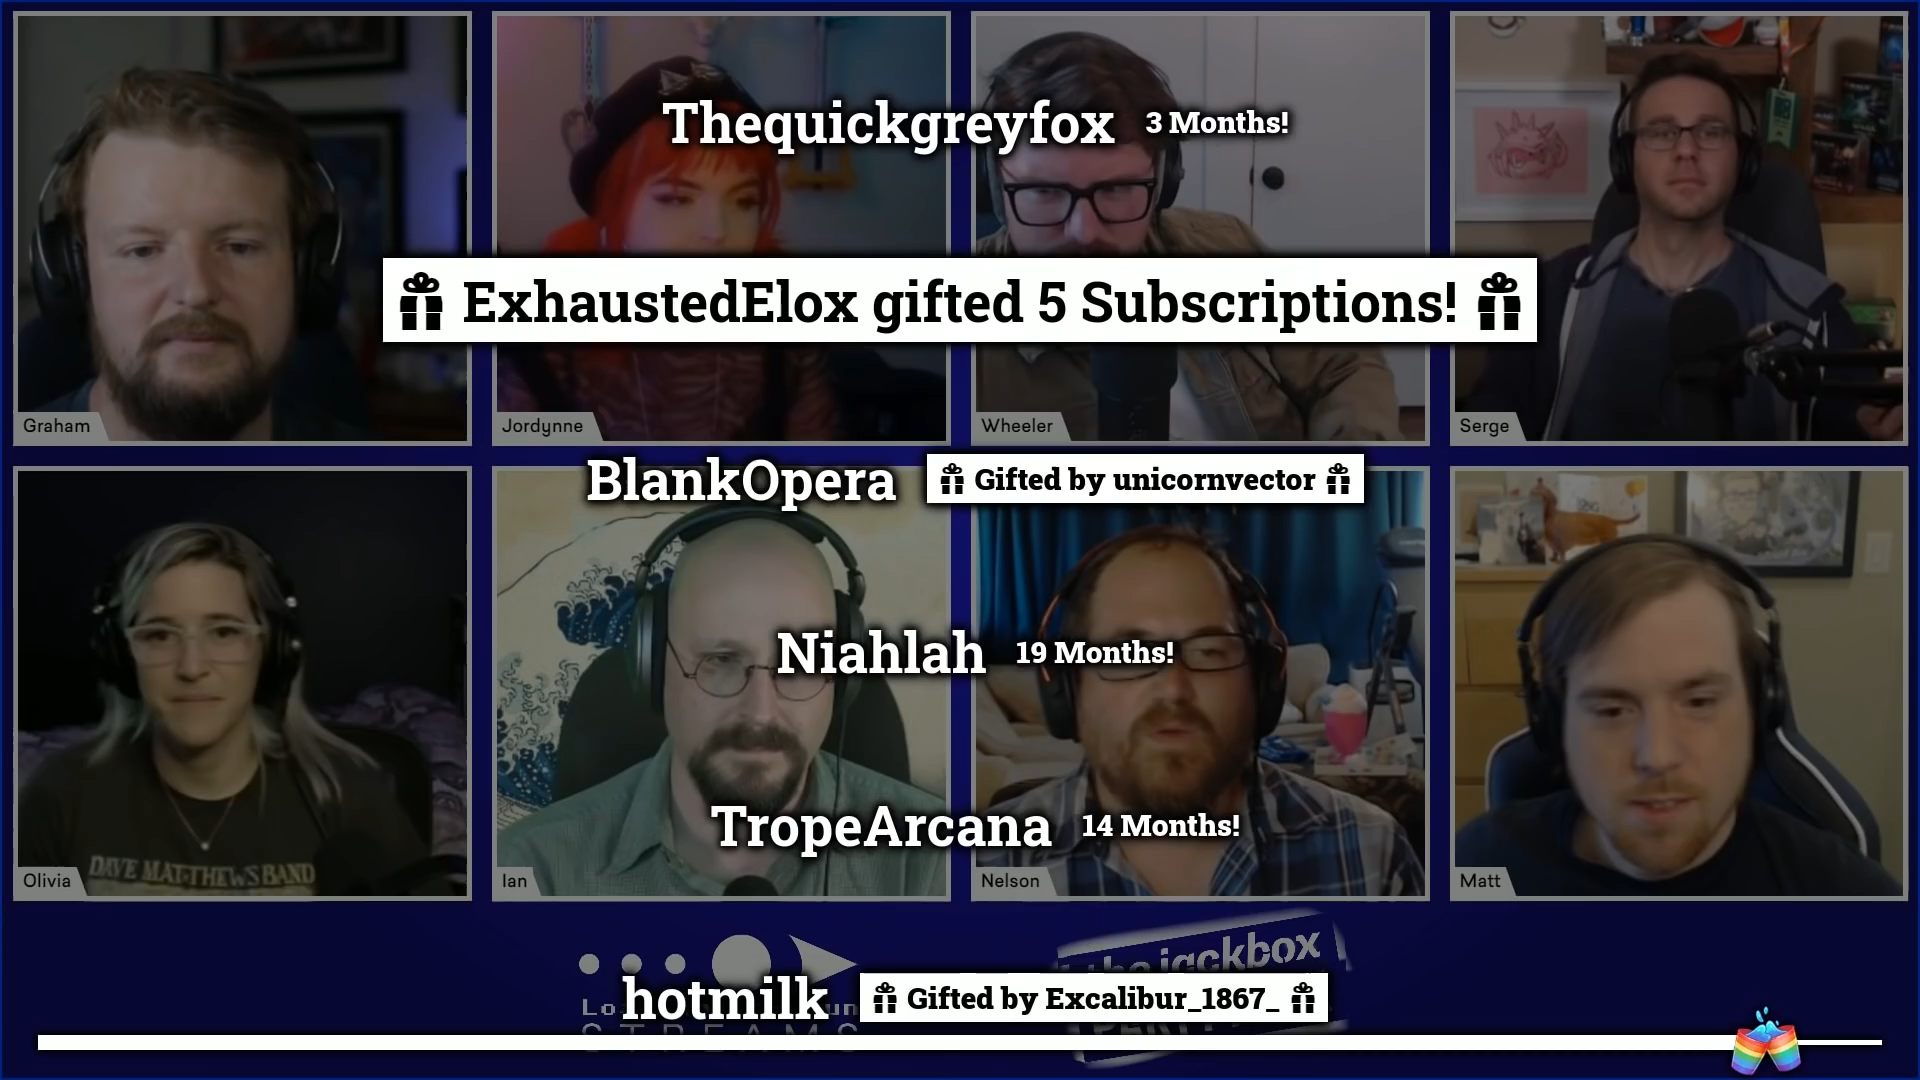 Thequickgreyfox 3 Months!
ExhaustedElox gifted 5 Subscriptions!
Graham
Jordynne
Wheeler
Serge
BlankOpera Gifted by unicornvector
Niahlah 19 Months!
TropeArcana 14 Months!
DAVE MATTHEWS BAND
Olivia
Ian
Nelson
Matt
the jackbox
hotmilk Gifted by Excalibur_1867_
STREAMS